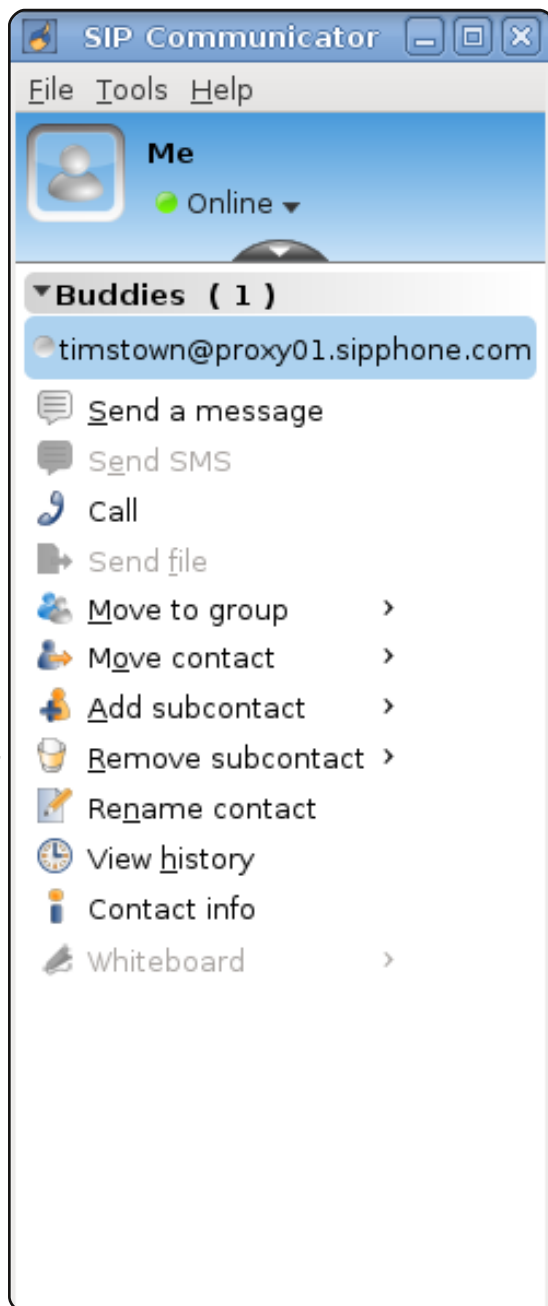 SIP Communicator
File Tools Help
Me
Online
Buddies ( 1 )
timstown@proxy01.sipphone.com
Send a message
Send SMS
Call
Send file
Move to group
Move contact
Add subcontact
Remove subcontact
Rename contact
View history
Contact info
Whiteboard